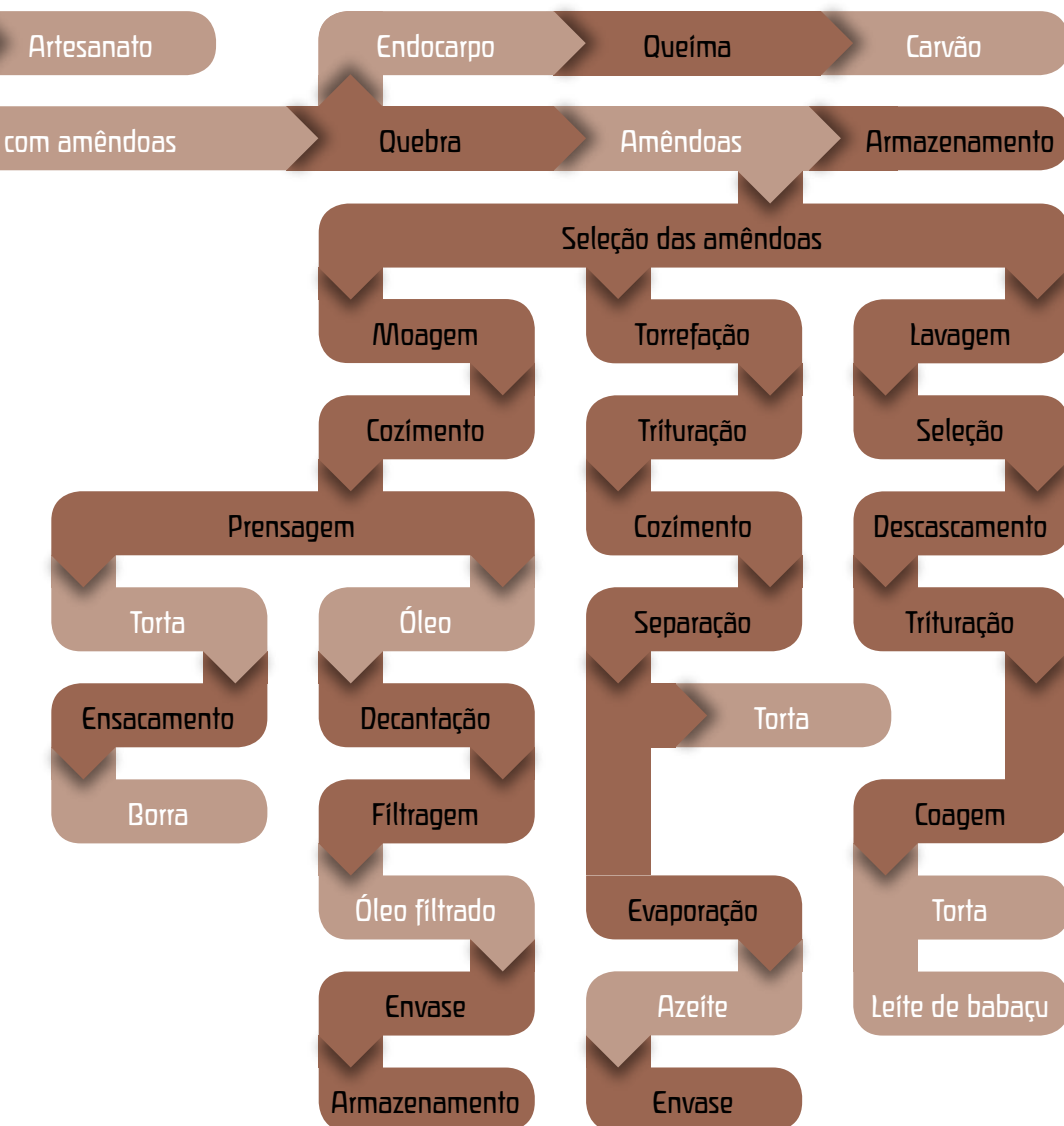 Artesanato
Endocarpo
Queima
Carvão
com amêndoas
Quebra
Amêndoas
Armazenamento
Seleção das amêndoas
Moagem
Torrefação
Lavagem
Cozimento
Trituração
Seleção
Prensagem
Cozimento
Descascamento
Torta
Óleo
Separação
Trituração
Ensacamento
Decantação
Torta
Borra
Filtragem
Coagem
Óleo filtrado
Evaporação
Torta
Envase
Azeite
Leite de babaçu
Armazenamento
Envase